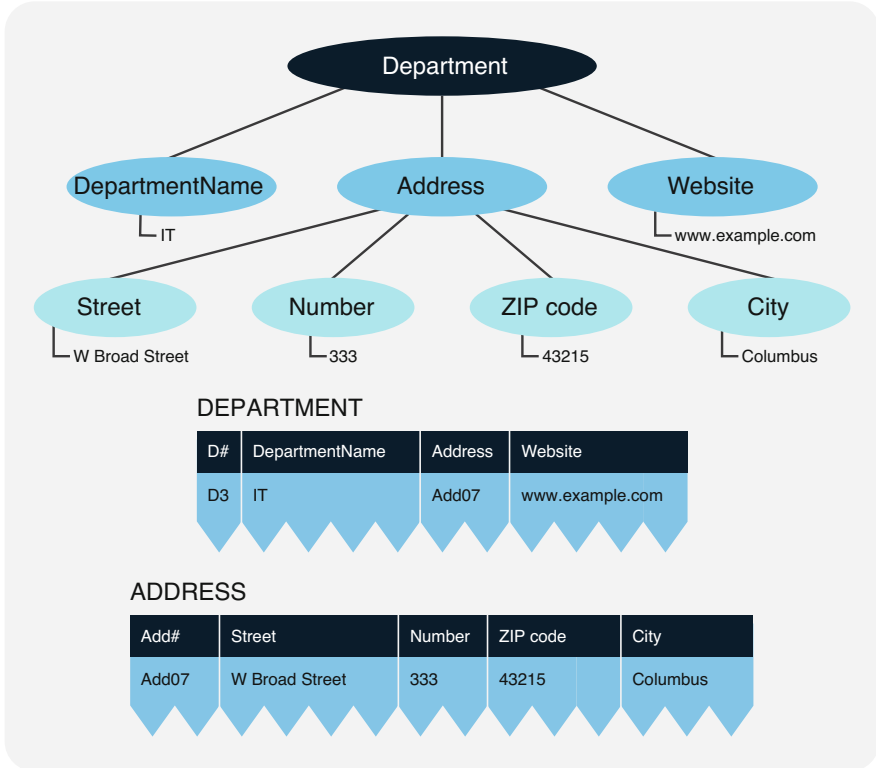 Department
DepartmentName
Address
Website
IT
www.example.com
Street
Number
ZIP code
City
W Broad Street
333
43215
Columbus
DEPARTMENT
D# DepartmentName Address Website
D3 IT Add07 www.example.com
ADDRESS
Add# Street Number ZIP code City
Add07 W Broad Street 333 43215 Columbus